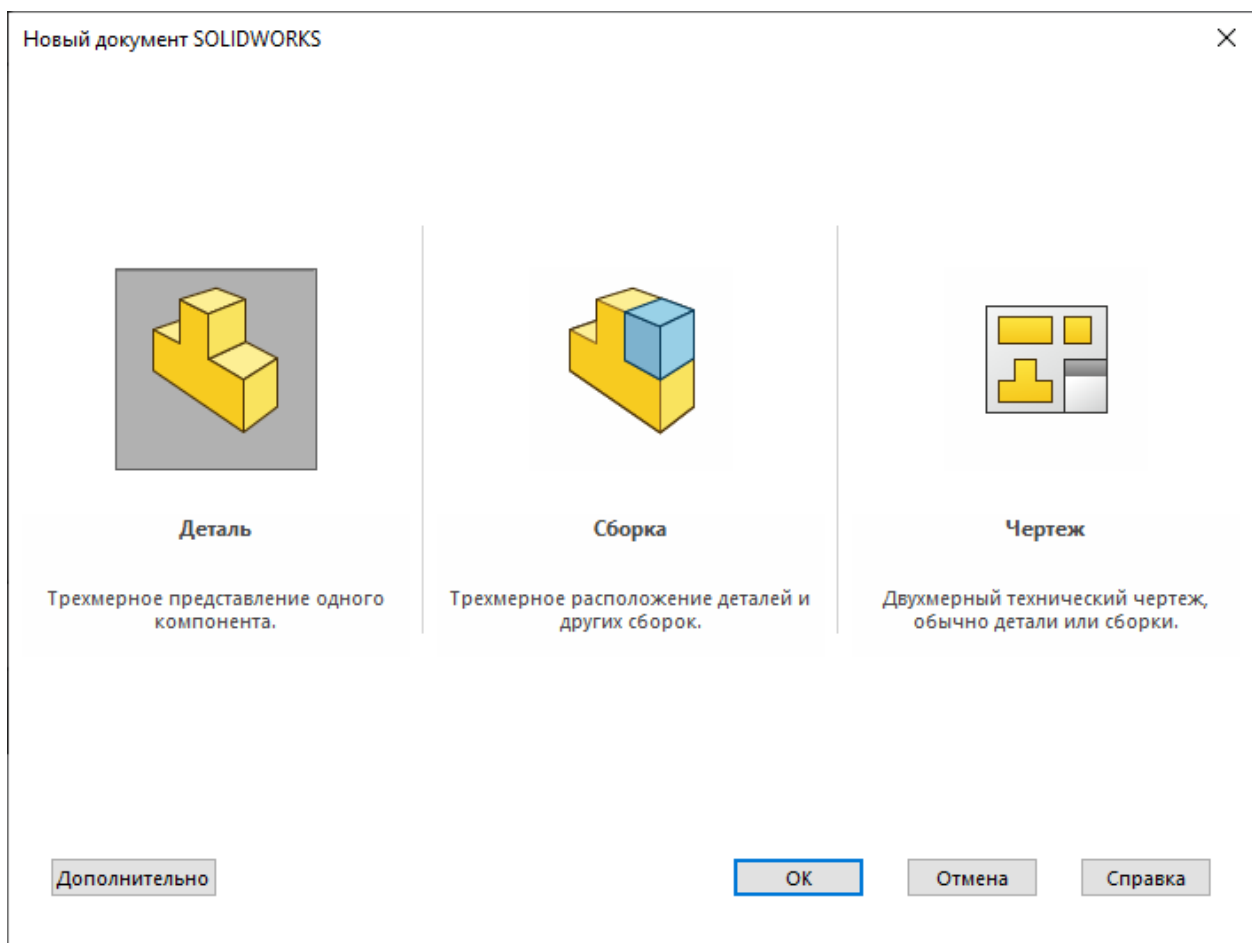 Новый документ SOLIDWORKS
Деталь
Трехмерное представление одного
компонента.
Сборка
Трехмерное расположение деталей и
других сборок.
Чертеж
Двухмерный технический чертеж,
обычно детали или сборки.
Дополнительно
ОК
Отмена
Справка